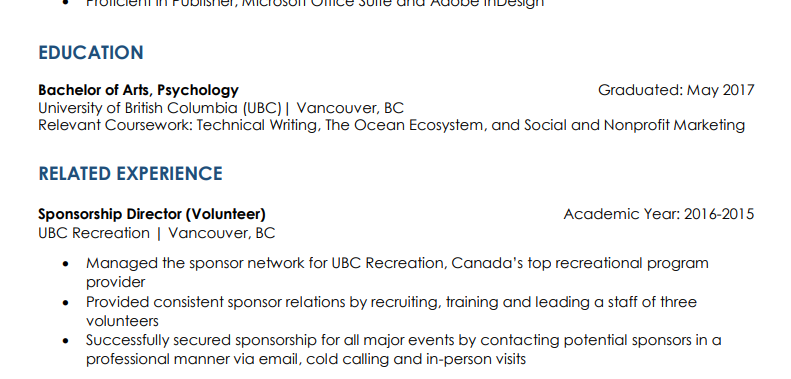 • Proficient in Publisher, Microsoft Office Suite and Adobe InDesign
EDUCATION
Bachelor of Arts, Psychology Graduated: May 2017
University of British Columbia (UBC)| Vancouver, BC
Relevant Coursework: Technical Writing, The Ocean Ecosystem, and Social and Nonprofit Marketing
RELATED EXPERIENCE
Sponsorship Director (Volunteer) Academic Year: 2016-2015
UBC Recreation | Vancouver, BC
• Managed the sponsor network for UBC Recreation, Canada's top recreational program
provider
• Provided consistent sponsor relations by recruiting, training and leading a staff of three
volunteers
• Successfully secured sponsorship for all major events by contacting potential sponsors in a
professional manner via email, cold calling and in-person visits